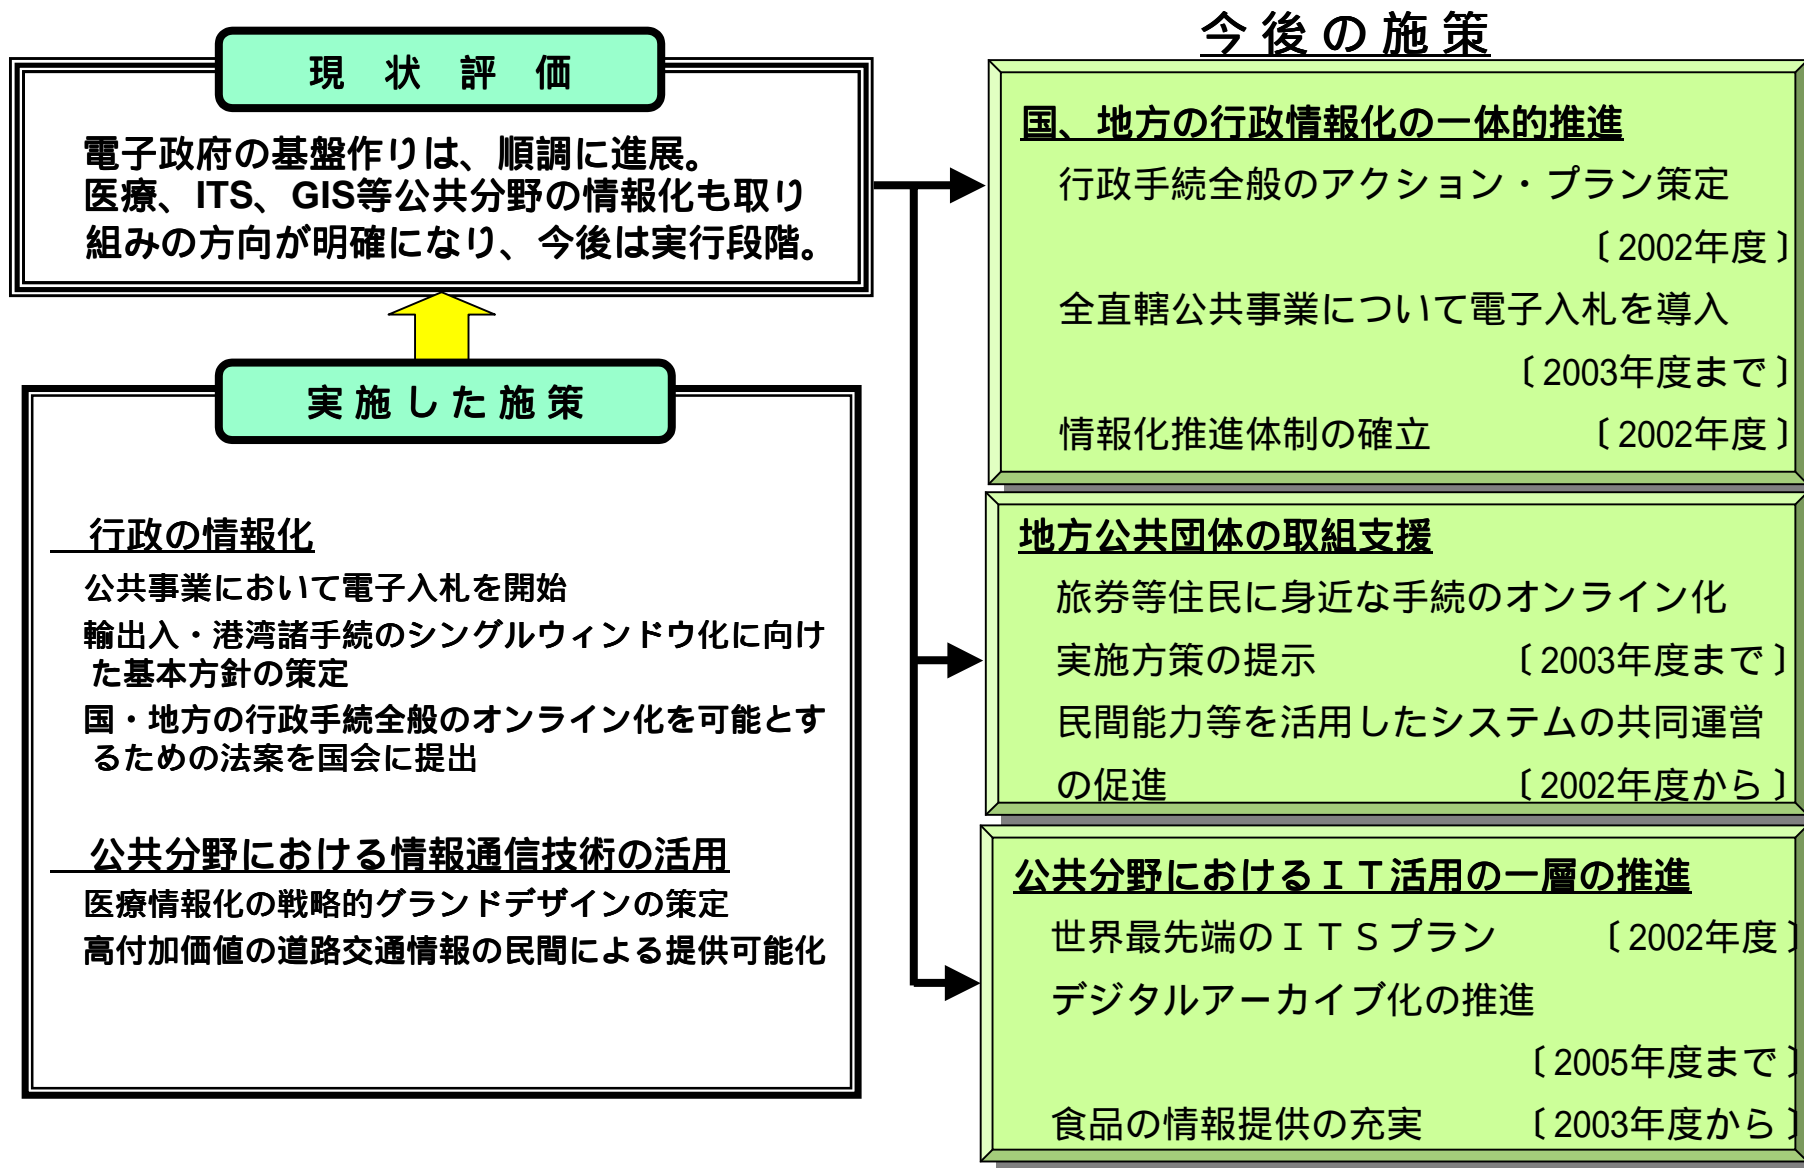 現 状 評 価
電子政府の基盤作りは、順調に進展。
医療、ITS、GIS等公共分野の情報化も取り
組みの方向が明確になり、今後は実行段階。
実施した施策
行政の情報化
公共事業において電子入札を開始
輸出入・港湾諸手続のシングルウィンドウ化に向け
た基本方針の策定
国・地方の行政手続全般のオンライン化を可能とす
るための法案を国会に提出
公共分野における情報通信技術の活用
医療情報化の戦略的グランドデザインの策定
高付加価値の道路交通情報の民間による提供可能化
今後の施策
国、地方の行政情報化の一体的推進
行政手続全般のアクション・プラン策定
〔2002年度〕
全直轄公共事業について電子入札を導入
〔2003年度まで〕
情報化推進体制の確立 〔2002年度〕
地方公共団体の取組支援
旅券等住民に身近な手続のオンライン化
実施方策の提示 〔2003年度まで〕
民間能力等を活用したシステムの共同運営
の促進 〔2002年度から〕
公共分野におけるＩＴ活用の一層の推進
世界最先端のＩＴＳプラン 〔2002年度〕
デジタルアーカイブ化の推進
〔2005年度まで〕
食品の情報提供の充実 〔2003年度から〕